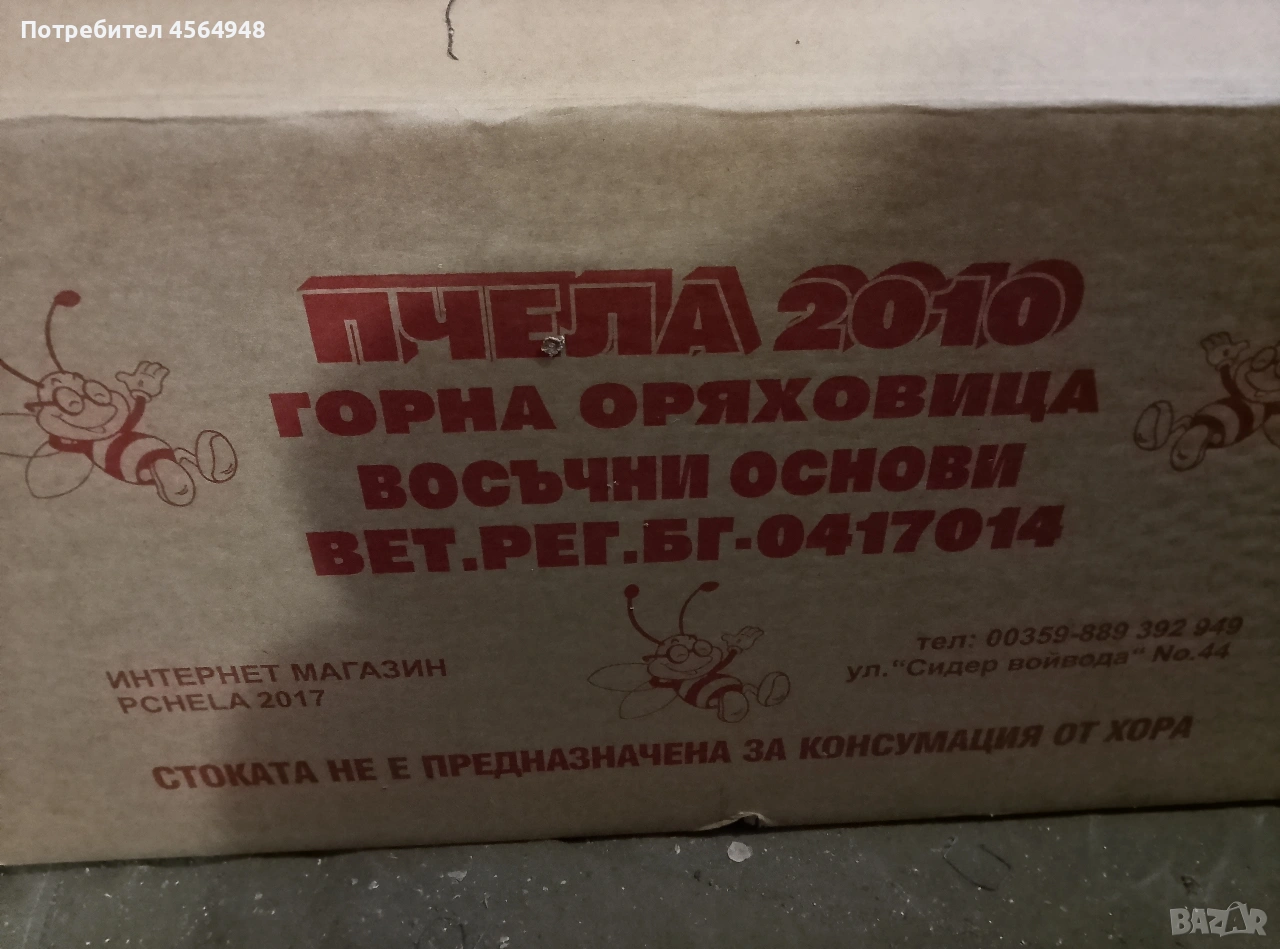 Потребител 4564948
ПЧЕЛА 2010
ГОРНА ОРЯХОВИЦА
ВОСЪЧНИ ОСНОВИ
ВЕТ.РЕГ.БГ-0417014
ИНТЕРНЕТ МАГАЗИН
PCHELA 2017
тел: 00359-889 392 949
ул."Сидер войвода" No.44
СТОКАТА НЕ Е ПРЕДНАЗНАЧЕНА ЗА КОНСУМАЦИЯ ОТ ХОРА
BAZAR